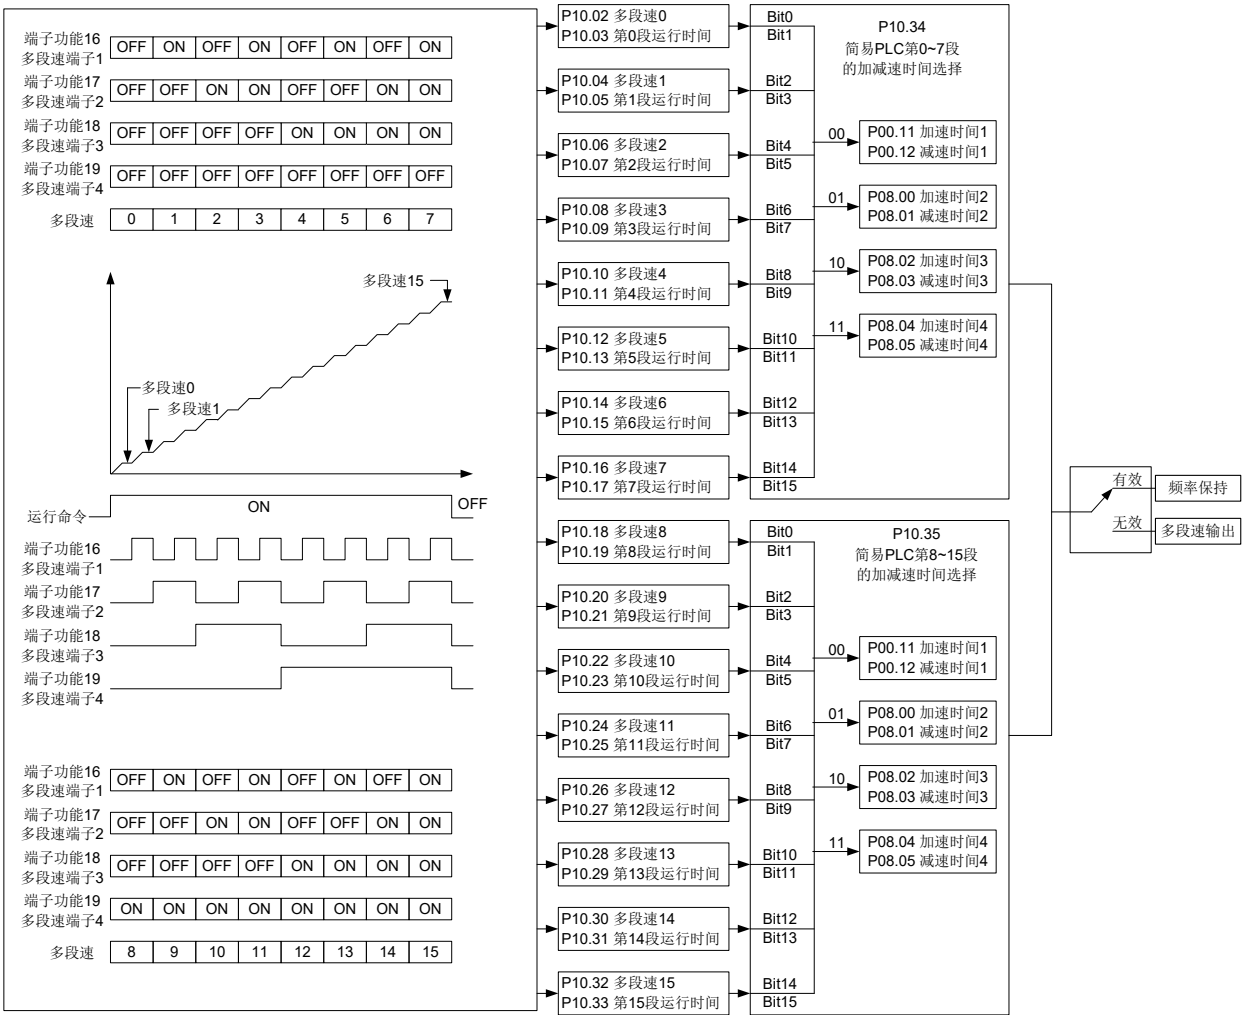 端子功能16
多段速端子1
OFF ON OFF ON OFF ON OFF ON
端子功能17
多段速端子2
OFF OFF ON ON OFF OFF ON ON
端子功能18
多段速端子3
OFF OFF OFF OFF ON ON ON ON
端子功能19
多段速端子4
OFF OFF OFF OFF OFF OFF OFF OFF
多段速 0 1 2 3 4 5 6 7
多段速15
多段速0
多段速1
运行命令
ON
OFF
端子功能16
多段速端子1
端子功能17
多段速端子2
端子功能18
多段速端子3
端子功能19
多段速端子4
端子功能16
多段速端子1
OFF ON OFF ON OFF ON OFF ON
端子功能17
多段速端子2
OFF OFF ON ON OFF OFF ON ON
端子功能18
多段速端子3
OFF OFF OFF OFF ON ON ON ON
端子功能19
多段速端子4
ON ON ON ON ON ON ON ON
多段速 8 9 10 11 12 13 14 15
P10.02 多段速0
P10.03 第0段运行时间
P10.04 多段速1
P10.05 第1段运行时间
P10.06 多段速2
P10.07 第2段运行时间
P10.08 多段速3
P10.09 第3段运行时间
P10.10 多段速4
P10.11 第4段运行时间
P10.12 多段速5
P10.13 第5段运行时间
P10.14 多段速6
P10.15 第6段运行时间
P10.16 多段速7
P10.17 第7段运行时间
P10.18 多段速8
P10.19 第8段运行时间
P10.20 多段速9
P10.21 第9段运行时间
P10.22 多段速10
P10.23 第10段运行时间
P10.24 多段速11
P10.25 第11段运行时间
P10.26 多段速12
P10.27 第12段运行时间
P10.28 多段速13
P10.29 第13段运行时间
P10.30 多段速14
P10.31 第14段运行时间
P10.32 多段速15
P10.33 第15段运行时间
Bit0
Bit1
Bit2
Bit3
Bit4
Bit5
Bit6
Bit7
Bit8
Bit9
Bit10
Bit11
Bit12
Bit13
Bit14
Bit15
P10.34
简易PLC第0~7段
的加减速时间选择
00
P00.11 加速时间1
P00.12 减速时间1
01
P08.00 加速时间2
P08.01 减速时间2
10
P08.02 加速时间3
P08.03 减速时间3
11
P08.04 加速时间4
P08.05 减速时间4
Bit0
Bit1
Bit2
Bit3
Bit4
Bit5
Bit6
Bit7
Bit8
Bit9
Bit10
Bit11
Bit12
Bit13
Bit14
Bit15
P10.35
简易PLC第8~15段
的加减速时间选择
00
P00.11 加速时间1
P00.12 减速时间1
01
P08.00 加速时间2
P08.01 减速时间2
10
P08.02 加速时间3
P08.03 减速时间3
11
P08.04 加速时间4
P08.05 减速时间4
有效
频率保持
无效
多段速输出